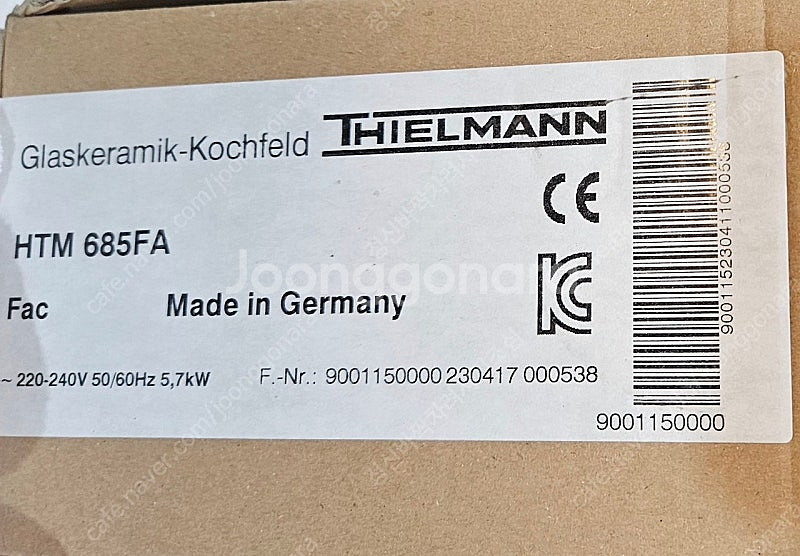 Glaskeramik-Kochfeld THIELMANN
CE
HTM 685FA
Joonggonara
Fac Made in Germany
~ 220-240V 50/60Hz 5,7kW F.-Nr.: 9001150000 230417 000538
9001150000